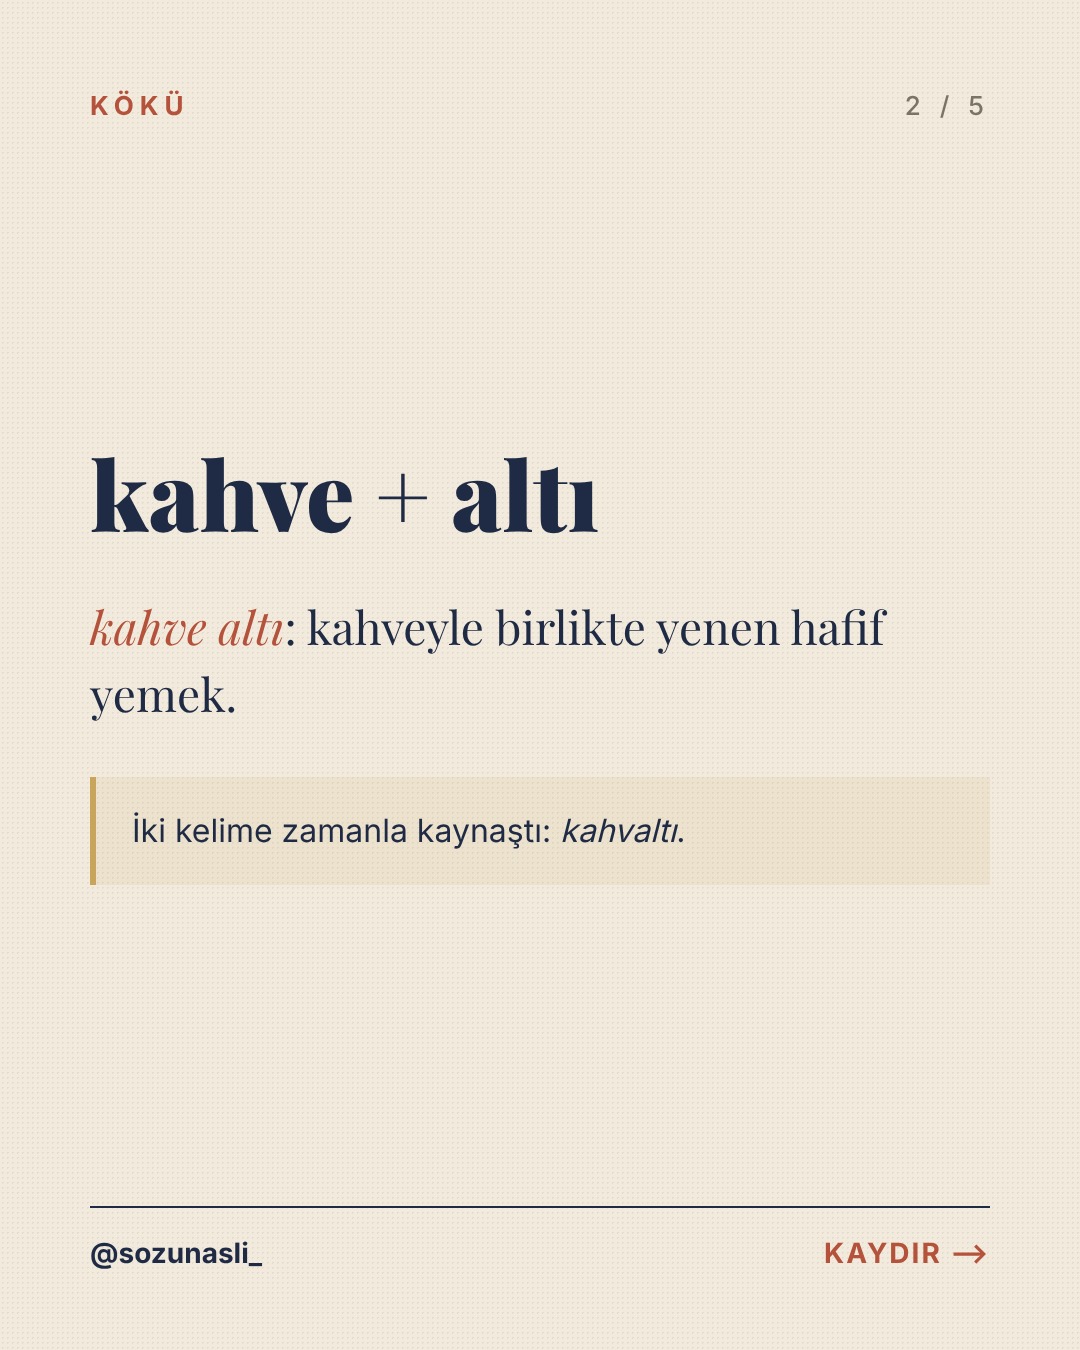 KÖKÜ
2 / 5
kahve + altı
kahve altı: kahveyle birlikte yenen hafif
yemek.
İki kelime zamanla kaynaştı: kahvaltı.
@sozunasli_
KAYDIR →